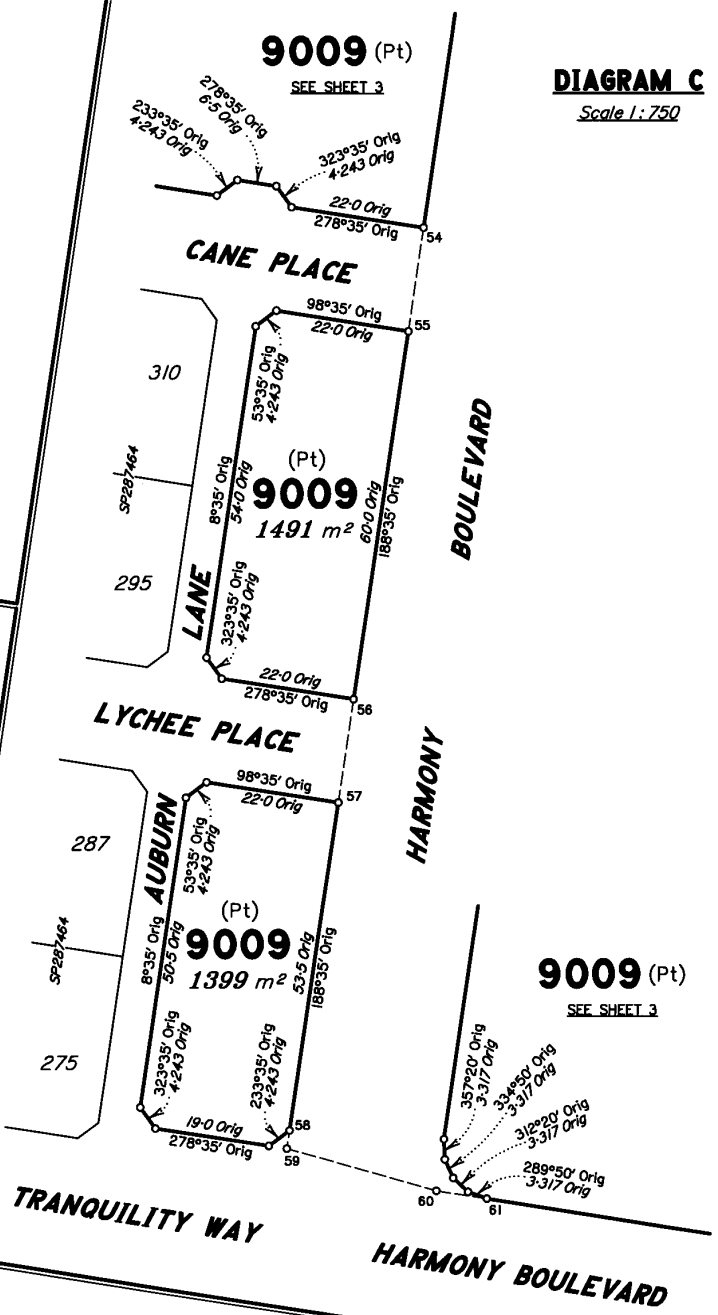 9009 (Pt)
SEE SHEET 3
DIAGRAM C
Scale 1:750
233°35' Orig
4·243 Orig
278°35' Orig
6·5 Orig
323°35' Orig
4·243 Orig
22·0 Orig
278°35' Orig
54
CANE PLACE
98°35' Orig
22·0 Orig
55
310
53°35' Orig
4·243 Orig
SP287464
8°35' Orig
54·0 Orig
(Pt)
9009
1491 m²
60·0 Orig
188°35' Orig
BOULEVARD
295
LANE
323°35' Orig
4·243 Orig
22·0 Orig
278°35' Orig
56
LYCHEE PLACE
98°35' Orig
22·0 Orig
57
HARMONY
287
AUBURN
53°35' Orig
4·243 Orig
SP287464
8°35' Orig
50·5 Orig
(Pt)
9009
1399 m²
53·5 Orig
188°35' Orig
9009 (Pt)
SEE SHEET 3
275
323°35' Orig
4·243 Orig
233°35' Orig
4·243 Orig
19·0 Orig
278°35' Orig
58
59
357°20' Orig
3·317 Orig
334°50' Orig
3·317 Orig
312°20' Orig
3·317 Orig
289°50' Orig
3·317 Orig
60
61
TRANQUILITY WAY
HARMONY BOULEVARD